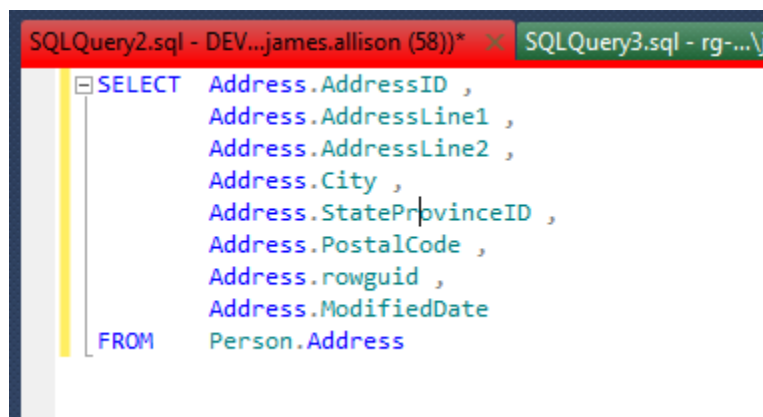 SQLQuery2.sql - DEV...james.allison (58))* × SQLQuery3.sql - rg-...\j
SELECT Address.AddressID ,
Address.AddressLine1 ,
Address.AddressLine2 ,
Address.City ,
Address.StateProvinceID ,
Address.PostalCode ,
Address.rowguid ,
Address.ModifiedDate
FROM Person.Address